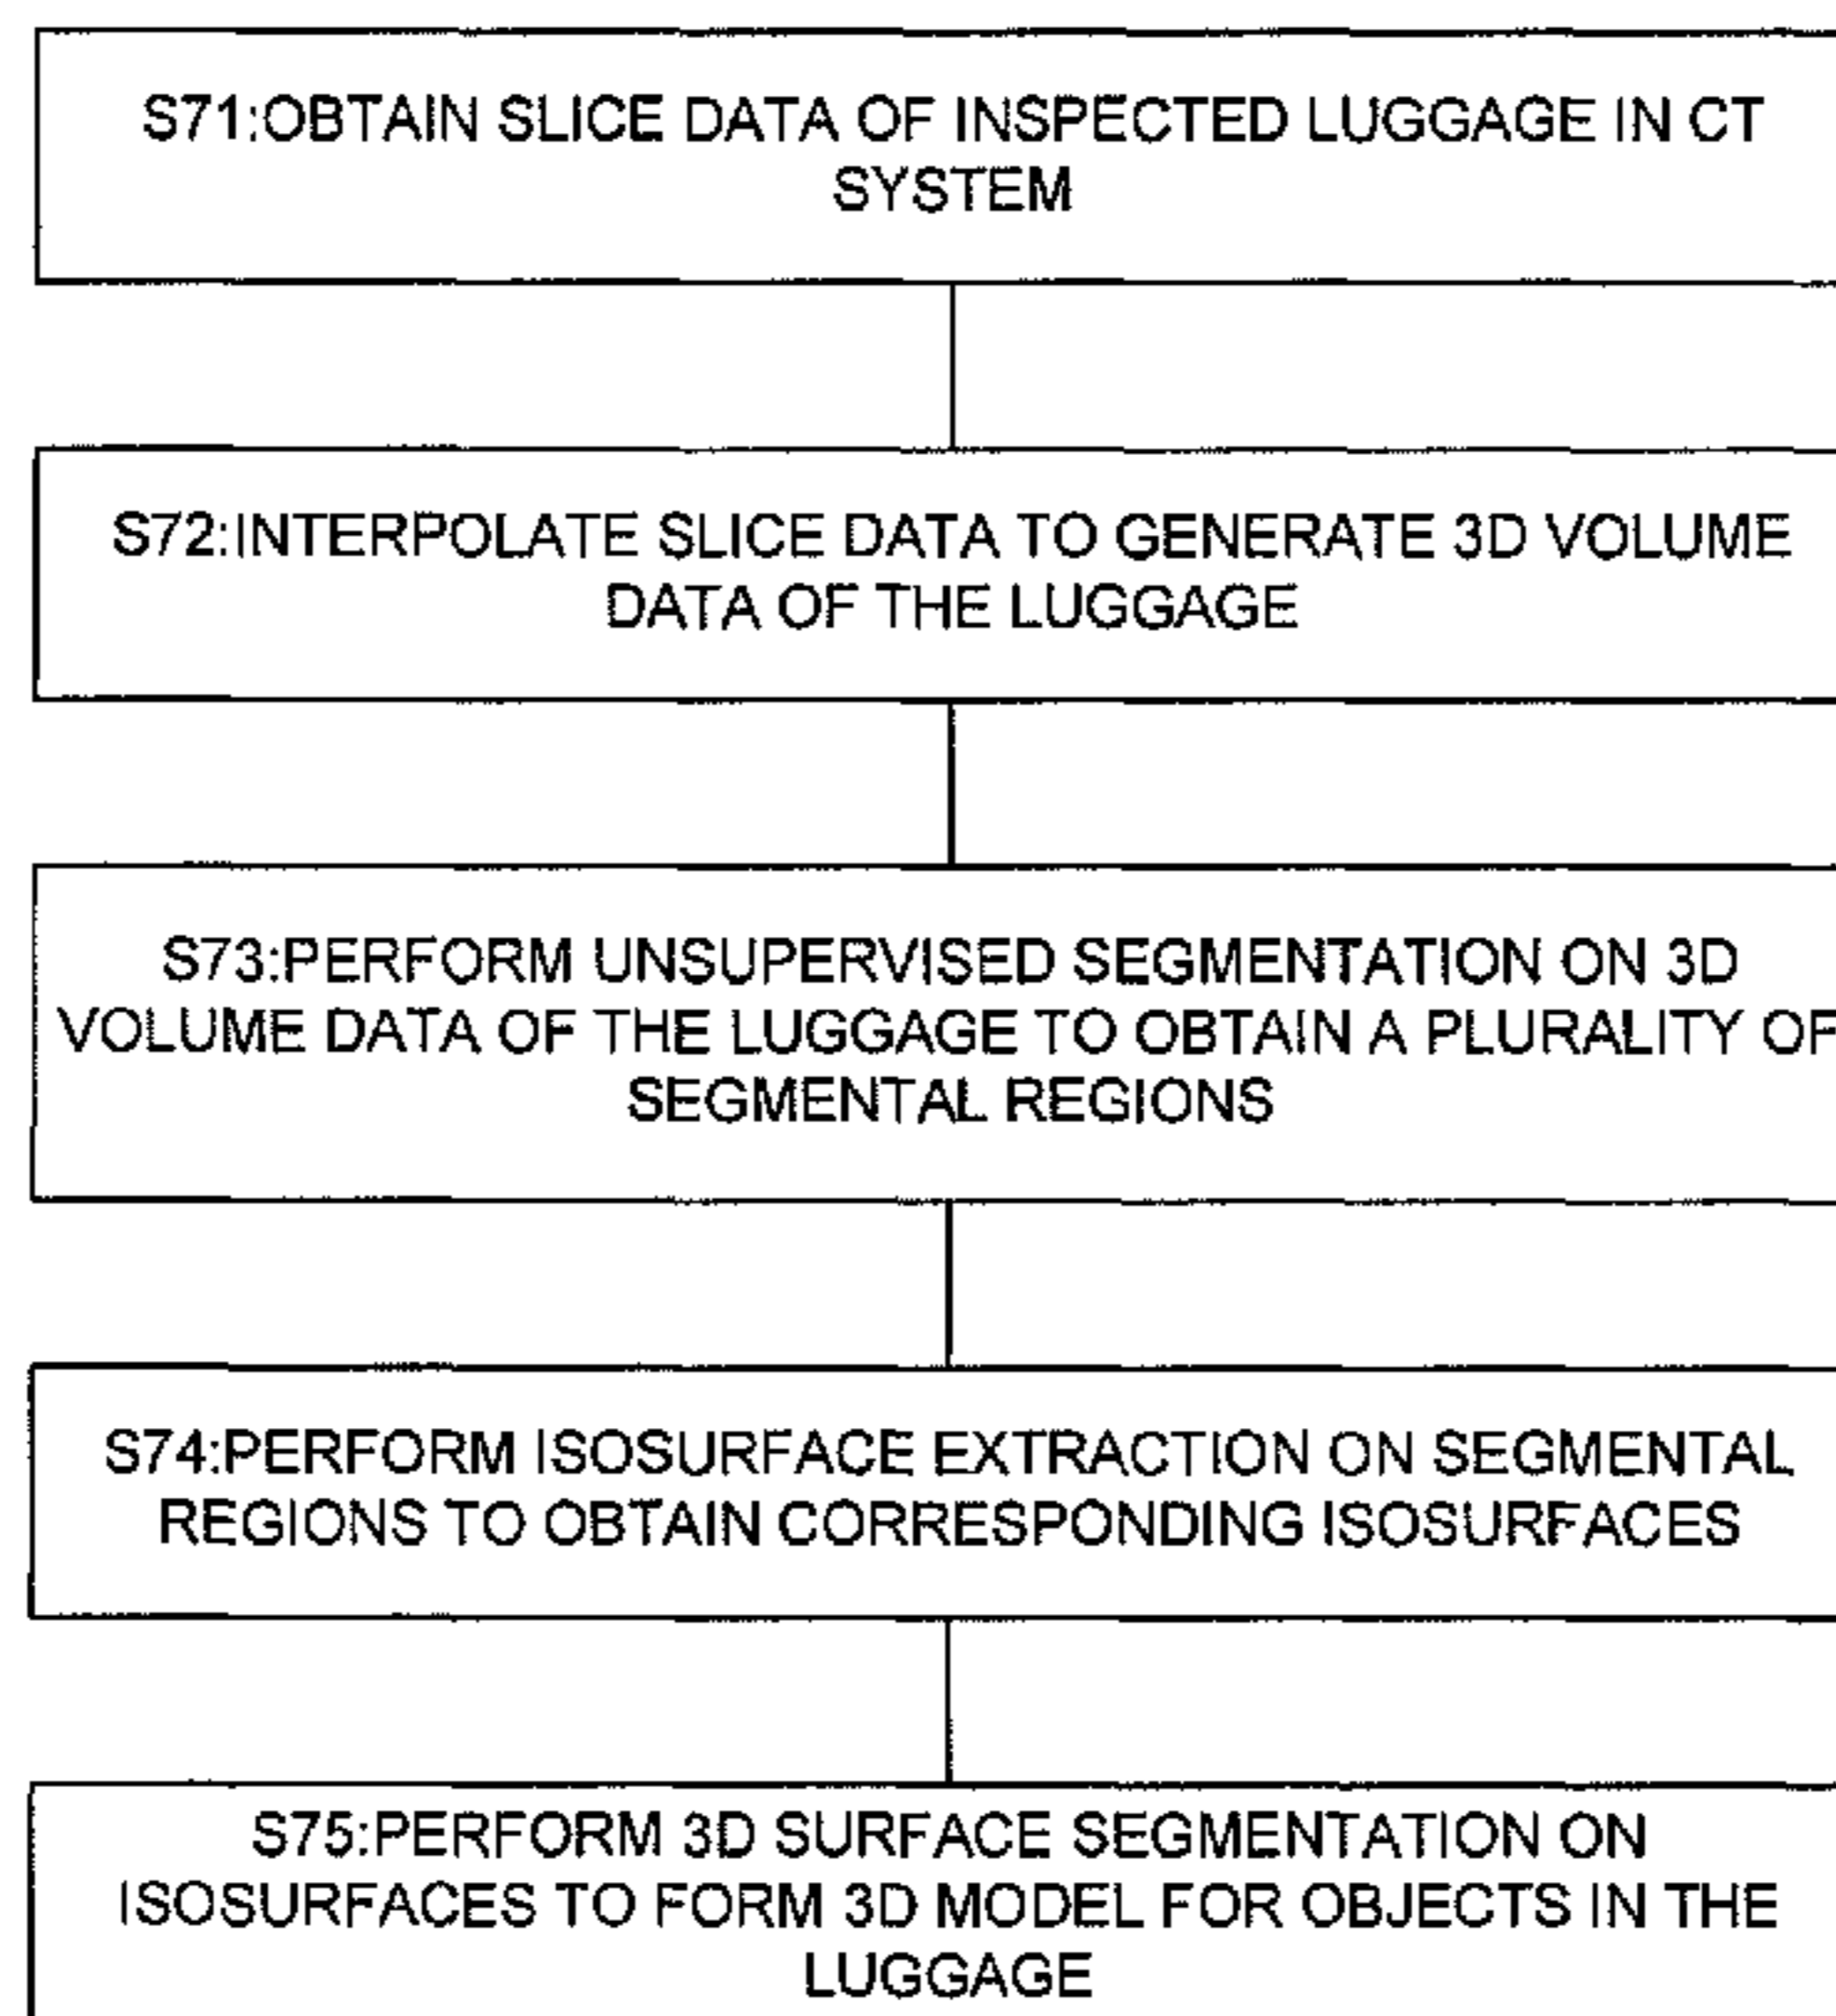 S71:OBTAIN SLICE DATA OF INSPECTED LUGGAGE IN CT
SYSTEM
S72:INTERPOLATE SLICE DATA TO GENERATE 3D VOLUME
DATA OF THE LUGGAGE
S73:PERFORM UNSUPERVISED SEGMENTATION ON 3D
VOLUME DATA OF THE LUGGAGE TO OBTAIN A PLURALITY OF
SEGMENTAL REGIONS
S74:PERFORM ISOSURFACE EXTRACTION ON SEGMENTAL
REGIONS TO OBTAIN CORRESPONDING ISOSURFACES
S75:PERFORM 3D SURFACE SEGMENTATION ON
ISOSURFACES TO FORM 3D MODEL FOR OBJECTS IN THE
LUGGAGE